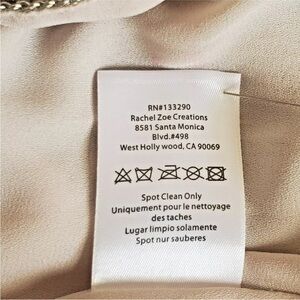 RN#133290
Rachel Zoe Creations
8581 Santa Monica
Blvd.#498
West Holly wood, CA 90069
Spot Clean Only
Uniquement pour le nettoyage
des taches
Lugar limpio solamente
Spot nur sauberes